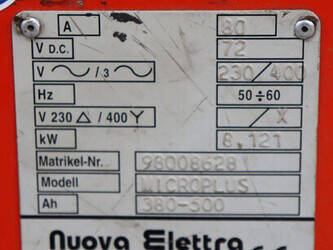 A 80
V D.C. 72
V ~ / 3 ~ 230/400
Hz 50÷60
V 230 △ / 400 Y / X
kW 8,121
Matrikel-Nr. 98008628
Modell MICROPLUS
Ah 380-500
Nuova Elettra